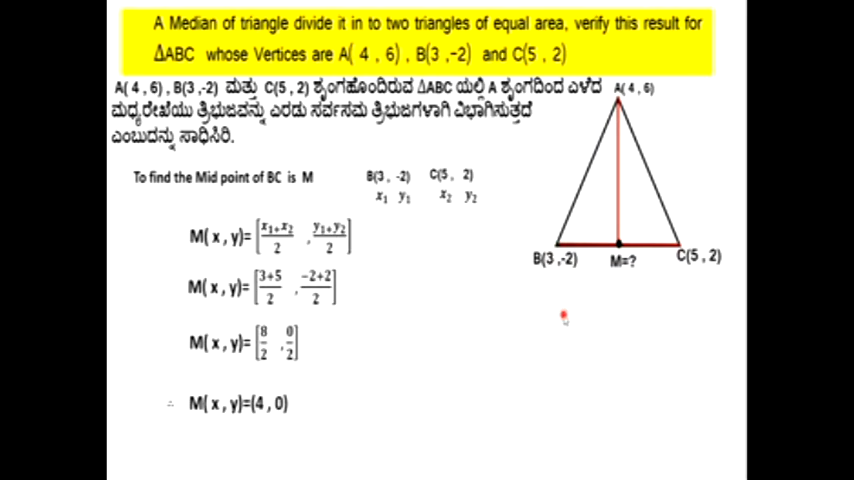 A Median of triangle divide it in to two triangles of equal area, verify this result for
ΔABC whose Vertices are A( 4 , 6) , B(3 ,-2) and C(5 , 2)
A( 4 , 6) , B(3 ,-2) ಮತ್ತು C(5 , 2) ಶೃಂಗಹೊಂದಿರುವ ΔABC ಯಲ್ಲಿ A ಶೃಂಗದಿಂದ ಎಳೆದ
ಮಧ್ಯರೇಖೆಯು ತ್ರಿಭುಜವನ್ನು ಎರಡು ಸರ್ವಸಮ ತ್ರಿಭುಜಗಳಾಗಿ ವಿಭಾಗಿಸುತ್ತದೆ
ಎಂಬುದನ್ನು ಸಾಧಿಸಿರಿ.
A( 4 , 6)
To find the Mid point of BC is M B(3 , -2) C(5 , 2)
x₁ y₁ x₂ y₂
M( x , y)= [x₁+x₂/2 , y₁+y₂/2]
M( x , y)= [3+5/2 , −2+2/2]
M( x , y)= [8/2 , 0/2]
∴ M( x , y)=(4 , 0)
B(3 ,-2) M=? C(5 , 2)